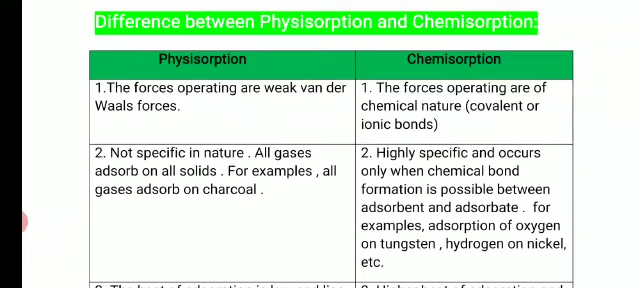 Difference between Physisorption and Chemisorption:
Physisorption
Chemisorption
1.The forces operating are weak van der
Waals forces.
1. The forces operating are of
chemical nature (covalent or
ionic bonds)
2. Not specific in nature . All gases
adsorb on all solids . For examples , all
gases adsorb on charcoal .
2. Highly specific and occurs
only when chemical bond
formation is possible between
adsorbent and adsorbate . for
examples, adsorption of oxygen
on tungsten , hydrogen on nickel,
etc.